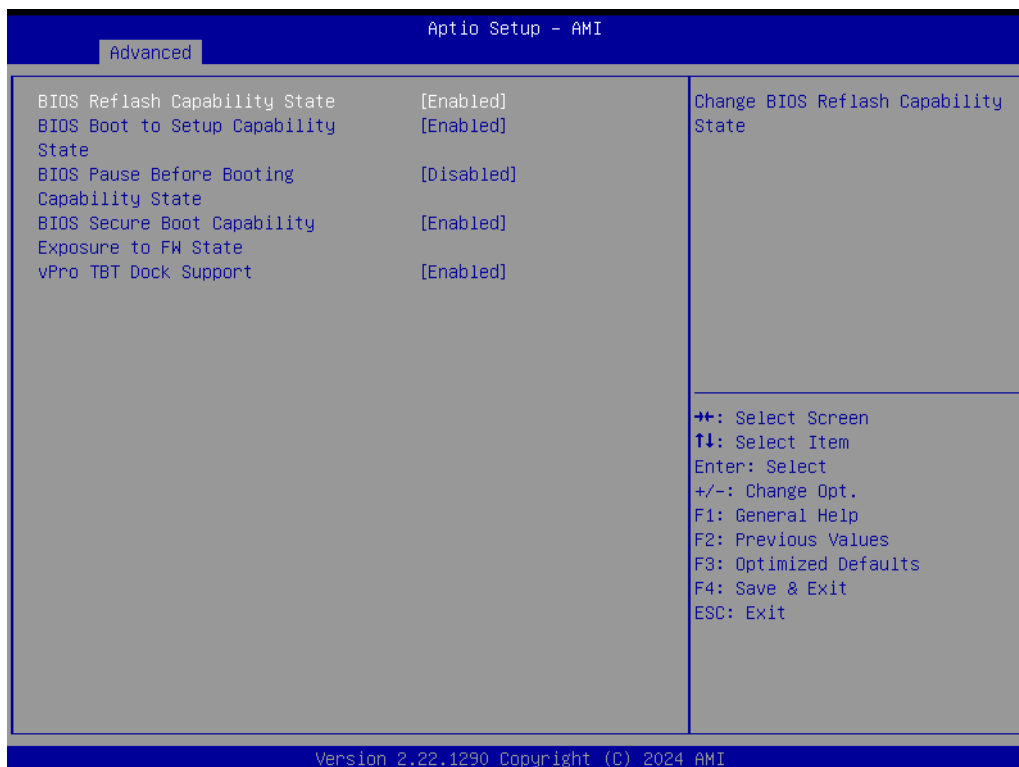 Aptio Setup – AMI
Advanced
BIOS Reflash Capability State [Enabled]
BIOS Boot to Setup Capability [Enabled]
State
BIOS Pause Before Booting [Disabled]
Capability State
BIOS Secure Boot Capability [Enabled]
Exposure to FW State
vPro TBT Dock Support [Enabled]
Change BIOS Reflash Capability
State
→←: Select Screen
↑↓: Select Item
Enter: Select
+/-: Change Opt.
F1: General Help
F2: Previous Values
F3: Optimized Defaults
F4: Save & Exit
ESC: Exit
Version 2.22.1290 Copyright (C) 2024 AMI